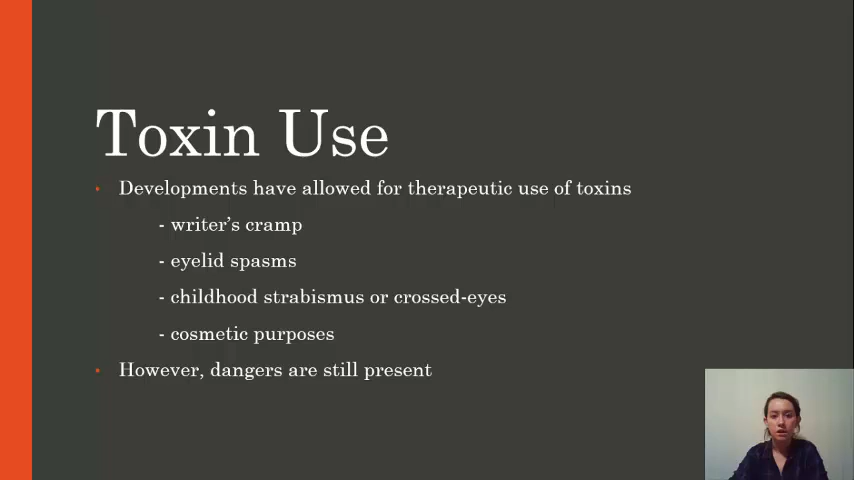 Toxin Use
• Developments have allowed for therapeutic use of toxins
- writer's cramp
- eyelid spasms
- childhood strabismus or crossed-eyes
- cosmetic purposes
• However, dangers are still present